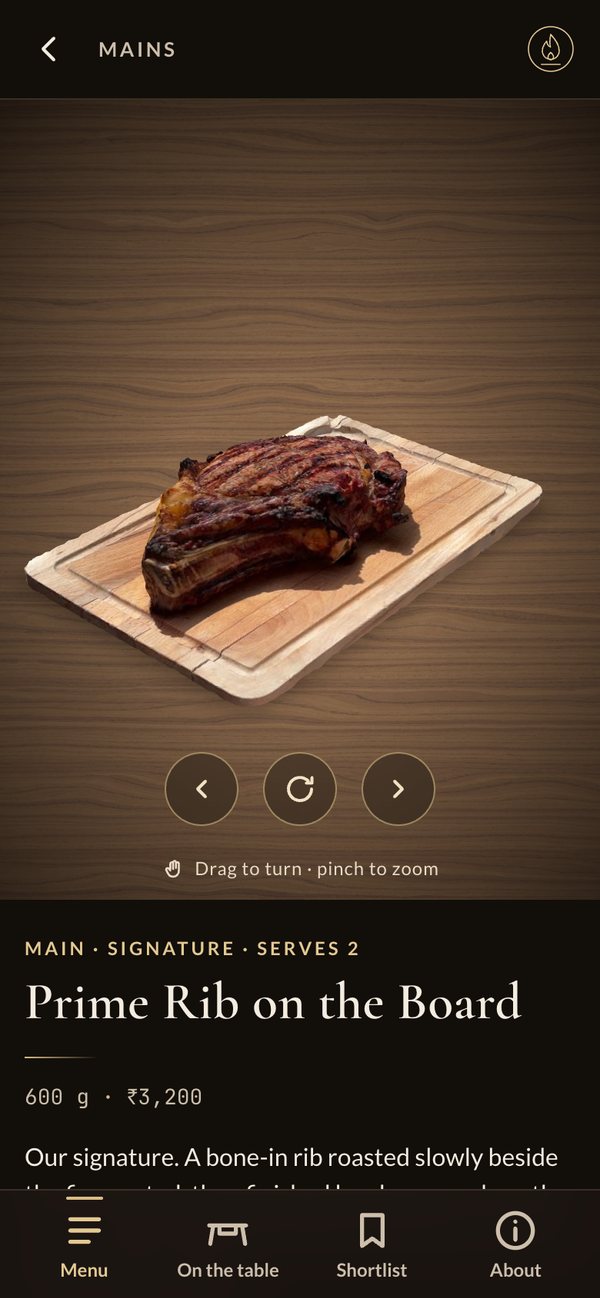 MAINS
Drag to turn · pinch to zoom
MAIN · SIGNATURE · SERVES 2
Prime Rib on the Board
600 g · ₹3,200
Our signature. A bone-in rib roasted slowly beside
Menu
On the table
Shortlist
About